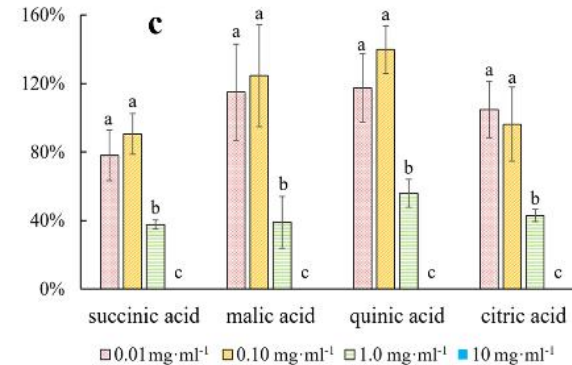 160%
c
120%
80%
40%
0%
a a b c
a a b c
a a b c
a a b c
succinic acid malic acid quinic acid citric acid
0.01 mg·ml⁻¹ 0.10 mg·ml⁻¹ 1.0 mg·ml⁻¹ 10 mg·ml⁻¹